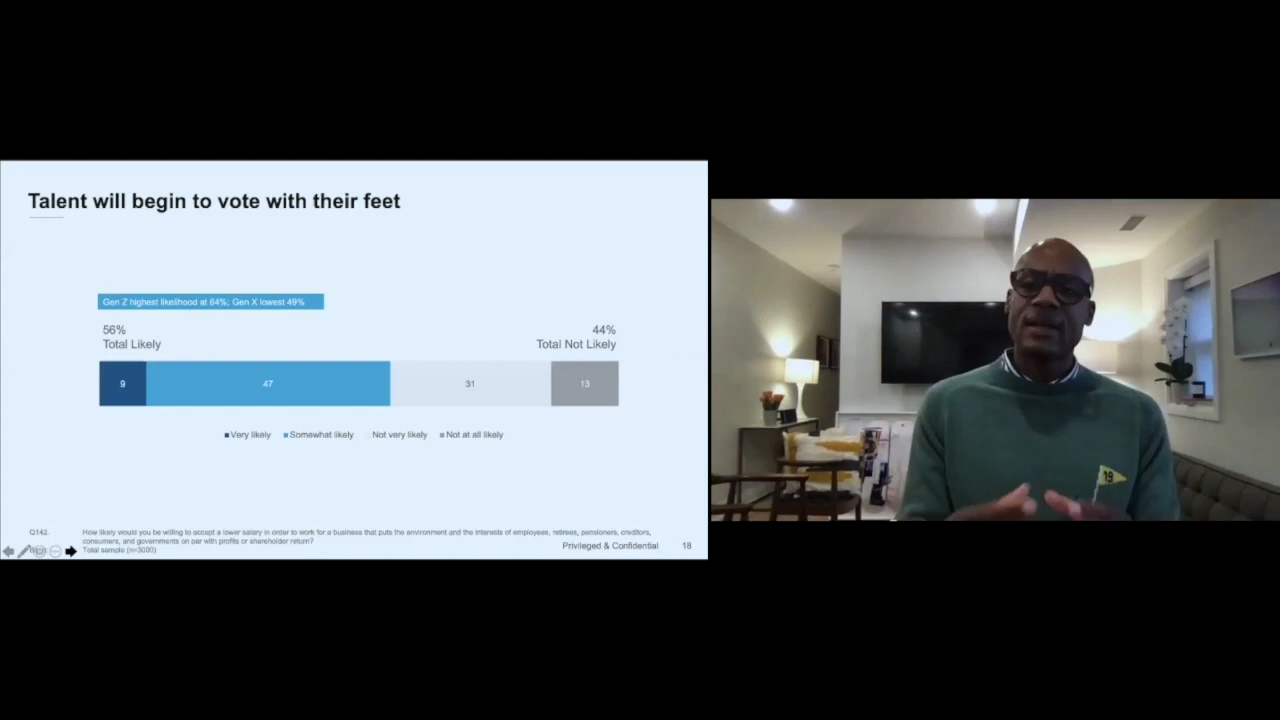 Talent will begin to vote with their feet
Gen Z highest likelihood at 64%; Gen X lowest 49%
56%
Total Likely
44%
Total Not Likely
9
47
31
13
Very likely
Somewhat likely
Not very likely
Not at all likely
Q142.
How likely would you be willing to accept a lower salary in order to work for a business that puts the environment and the interests of employees, retirees, pensioners, creditors,
consumers, and governments on par with profits or shareholder return?
Total sample (n=3000)
Privileged & Confidential
18
19